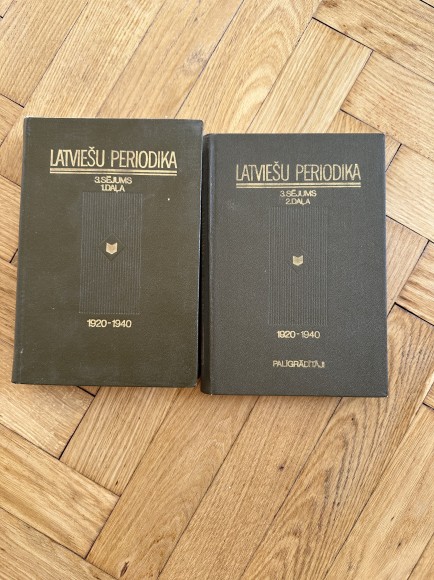 LATVIEŠU PERIODIKA
3.SĒJUMS
1.DAĻA
1920-1940
LATVIEŠU PERIODIKA
3.SĒJUMS
2.DAĻA
1920-1940
PALĪGRĀDĪTĀJI